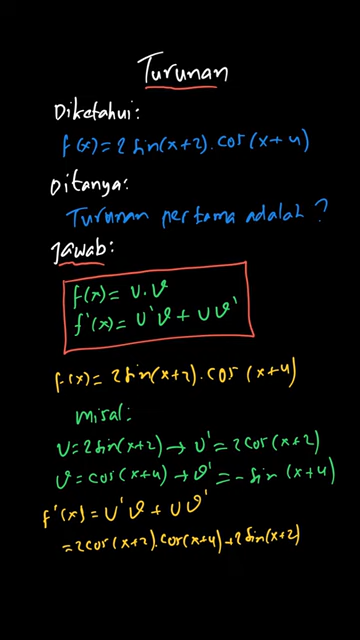 Turunan
Diketahui:
f(x) = 2 sin(x+2) . cos(x+4)
Ditanya:
Turunan pertama adalah ?
Jawab:
f(x) = U.V
f'(x) = U'V + UV'
f(x) = 2 sin(x+2) . cos(x+4)
misal:
U = 2 sin(x+2) → U' = 2 cos(x+2)
V = cos(x+4) → V' = - sin(x+4)
f'(x) = U'V + UV'
= 2 cos(x+2) . cos(x+4) + 2 sin(x+2)